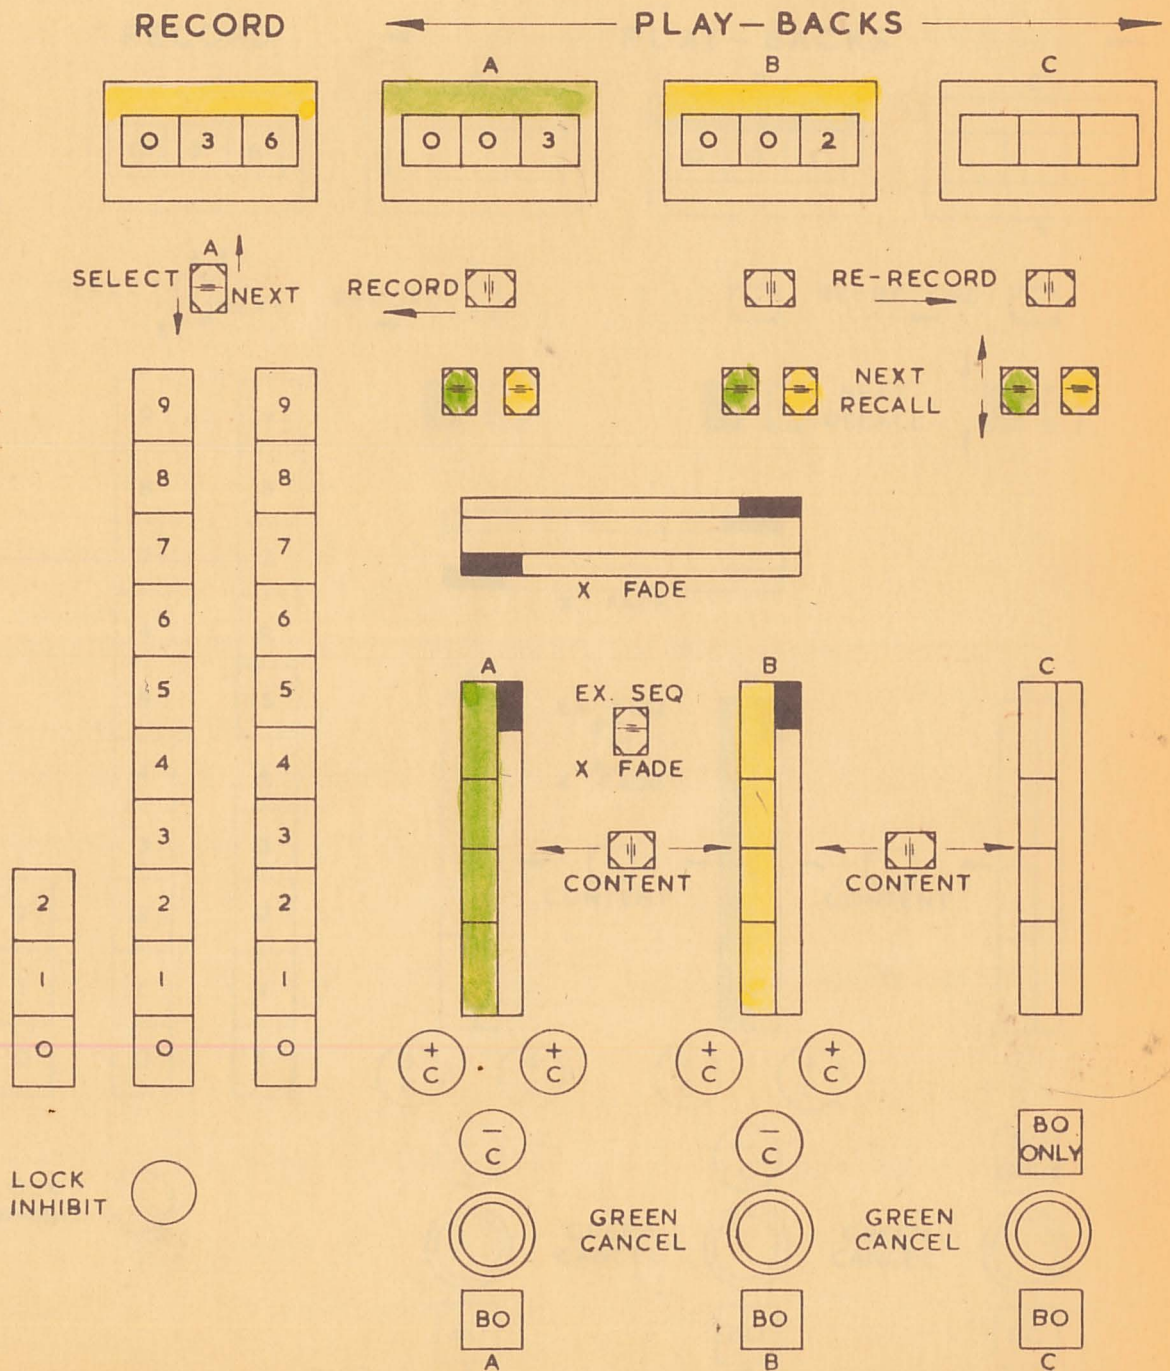 RECORD
PLAY-BACKS
A B C
0 3 6
0 0 3
0 0 2
A
SELECT
NEXT
RECORD
RE-RECORD
NEXT
RECALL
9 9
8 8
7 7
6 6
5 5
4 4
3 3
2 2 2
1 1 1
0 0 0
X FADE
A B C
EX. SEQ
X FADE
CONTENT CONTENT
+ + + +
C C C C
– –
C C
BO
ONLY
LOCK
INHIBIT
GREEN
CANCEL
GREEN
CANCEL
BO BO BO
A B C